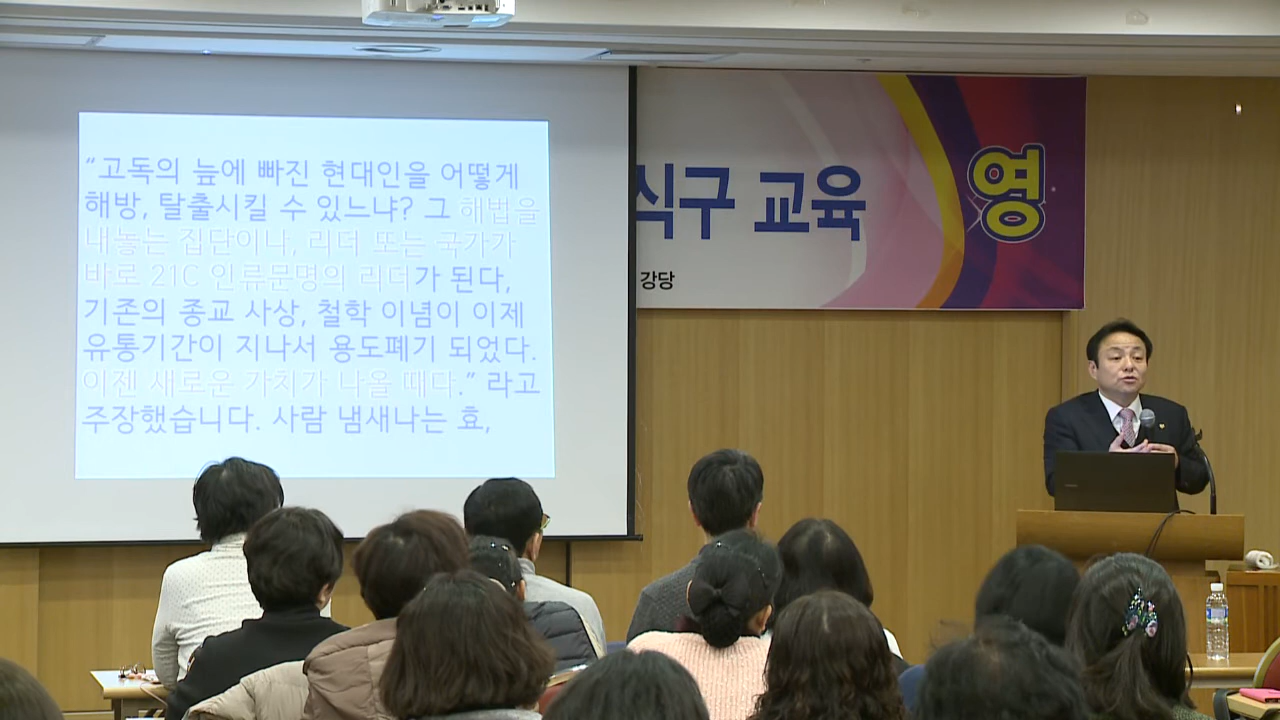 “고독의 늪에 빠진 현대인을 어떻게
해방, 탈출시킬 수 있느냐? 그 해법을
내놓는 집단이나, 리더 또는 국가가
바로 21C 인류문명의 리더가 된다,
기존의 종교 사상, 철학 이념이 이제
유통기간이 지나서 용도폐기 되었다.
이젠 새로운 가치가 나올 때다.” 라고
주장했습니다. 사람 냄새나는 효,
식구 교육
영
강당